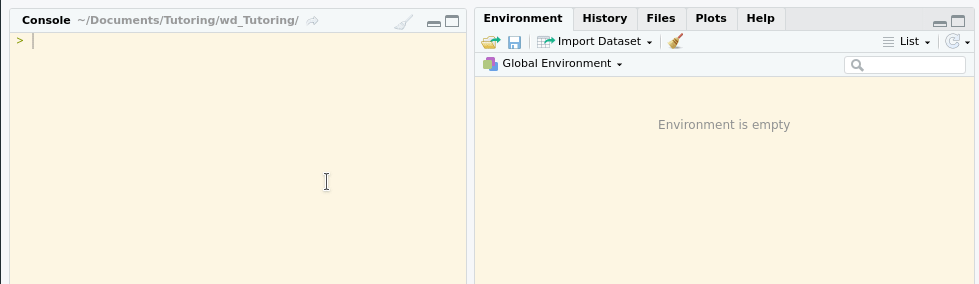 Console ~/Documents/Tutoring/wd_Tutoring/
>
Environment History Files Plots Help
Import Dataset List
Global Environment
Environment is empty